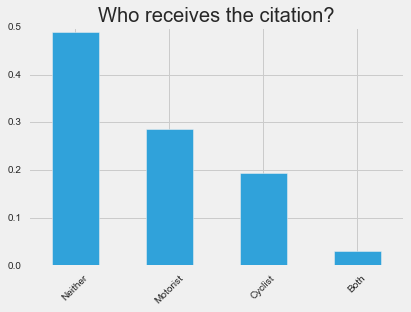 Who receives the citation?
0.5
0.4
0.3
0.2
0.1
0.0
Neither
Motorist
Cyclist
Both